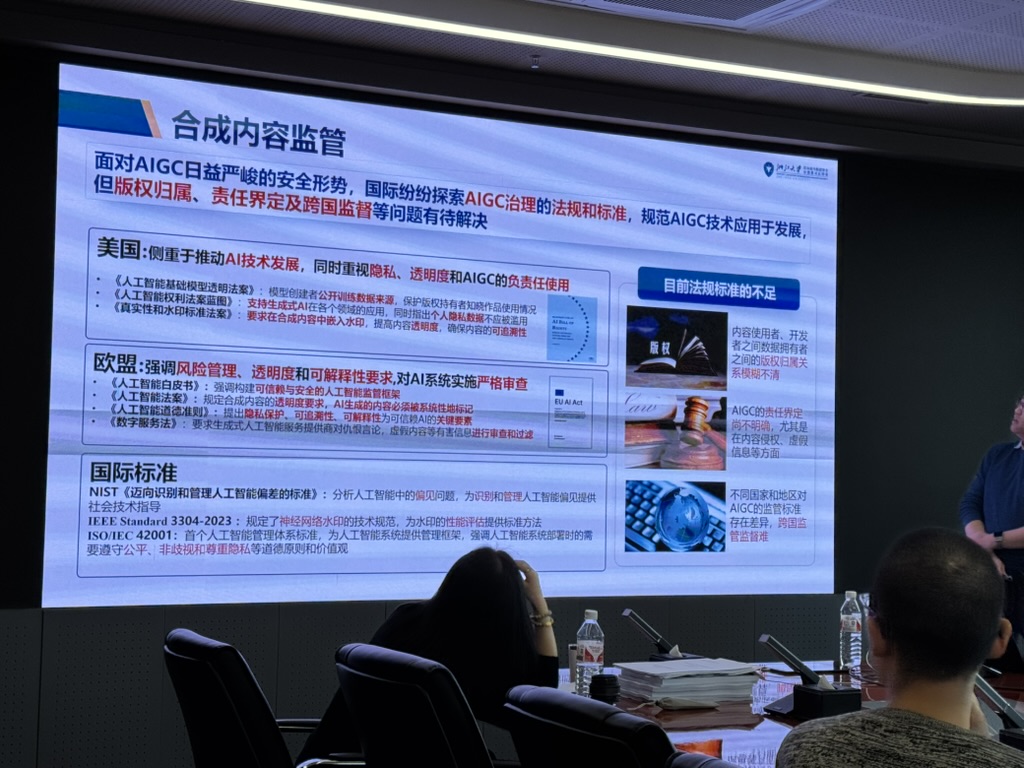 合成内容监管
浙江大学
面对AIGC日益严峻的安全形势，国际纷纷探索AIGC治理的法规和标准，规范AIGC技术应用于发展，
但版权归属、责任界定及跨国监督等问题有待解决
美国:侧重于推动AI技术发展，同时重视隐私、透明度和AIGC的负责任使用
• 《人工智能基础模型透明法案》：模型创建者公开训练数据来源，保护版权持有者知晓作品使用情况
• 《人工智能权利法案蓝图》：支持生成式AI在各个领域的应用，同时指出个人隐私数据不应被滥用
• 《真实性和水印标准法案》：要求在合成内容中嵌入水印，提高内容透明度，确保内容的可追溯性
欧盟:强调风险管理、透明度和可解释性要求,对AI系统实施严格审查
• 《人工智能白皮书》：强调构建可信赖与安全的人工智能监管框架
• 《人工智能法案》：规定合成内容的透明度要求，AI生成的内容必须被系统性地标记
• 《人工智能道德准则》：提出隐私保护、可追溯性、可解释性为可信赖AI的关键要素
• 《数字服务法》：要求生成式人工智能服务提供商对仇恨言论，虚假内容等有害信息进行审查和过滤
EU AI Act
国际标准
NIST《迈向识别和管理人工智能偏差的标准》：分析人工智能中的偏见问题，为识别和管理人工智能偏见提供
社会技术指导
IEEE Standard 3304-2023：规定了神经网络水印的技术规范，为水印的性能评估提供标准方法
ISO/IEC 42001：首个人工智能管理体系标准，为人工智能系统提供管理框架，强调人工智能系统部署时的需
要遵守公平、非歧视和尊重隐私等道德原则和价值观
目前法规标准的不足
版权
内容使用者、开发
者之间数据拥有者
之间的版权归属关
系模糊不清
Law
AIGC的责任界定
尚不明确，尤其是
在内容侵权、虚假
信息等方面
不同国家和地区对
AIGC的监管标准
存在差异，跨国监
管监督难